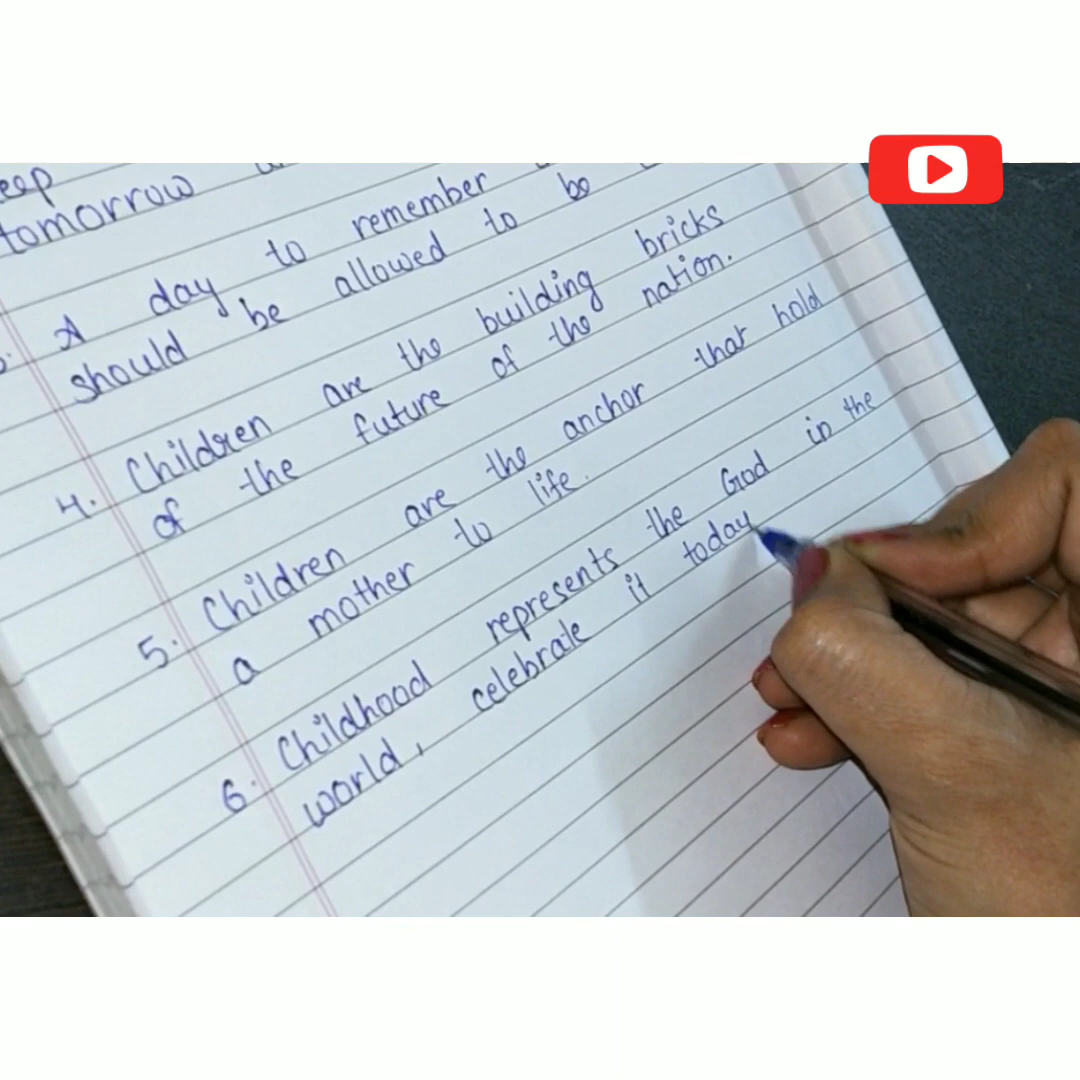 eep
tomorrow
A day to remember
should be allowed to be
4. Children are the building bricks
of the future of the nation.
5. Children are the anchor that hold
a mother to life.
6. Childhood represents the God in the
world, celebrate it today